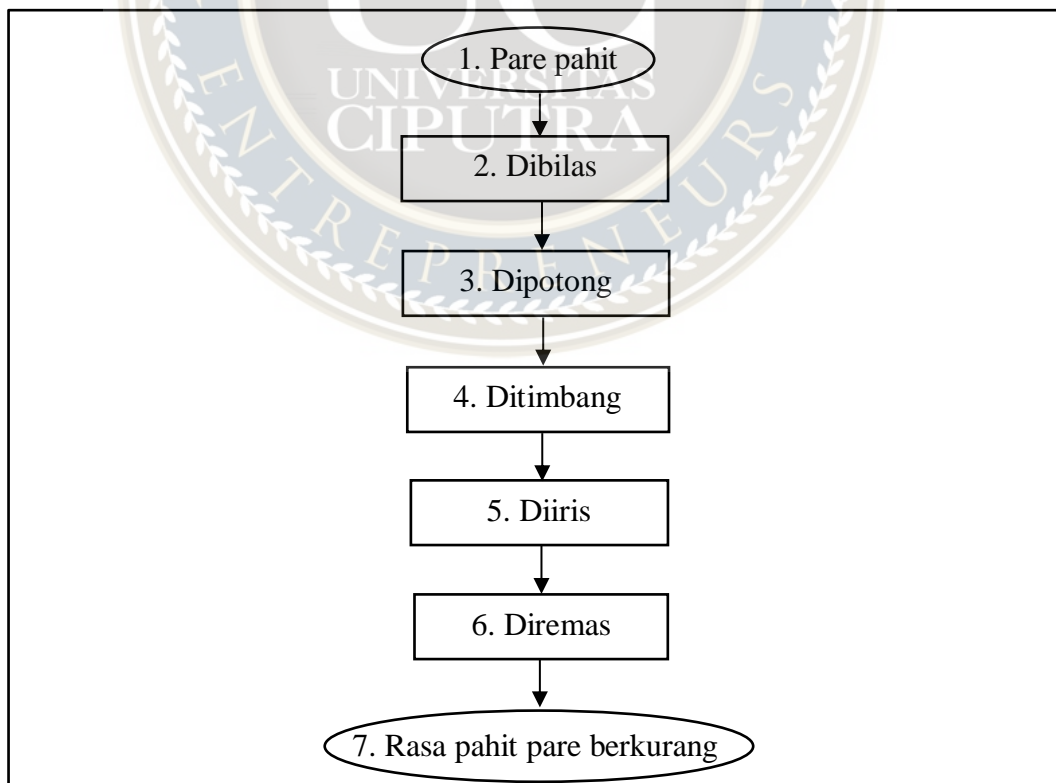 1. Pare pahit
UNIVERSITAS
CIPUTRA
2. Dibilas
ENTREPRENEURS
3. Dipotong
4. Ditimbang
5. Diiris
6. Diremas
7. Rasa pahit pare berkurang